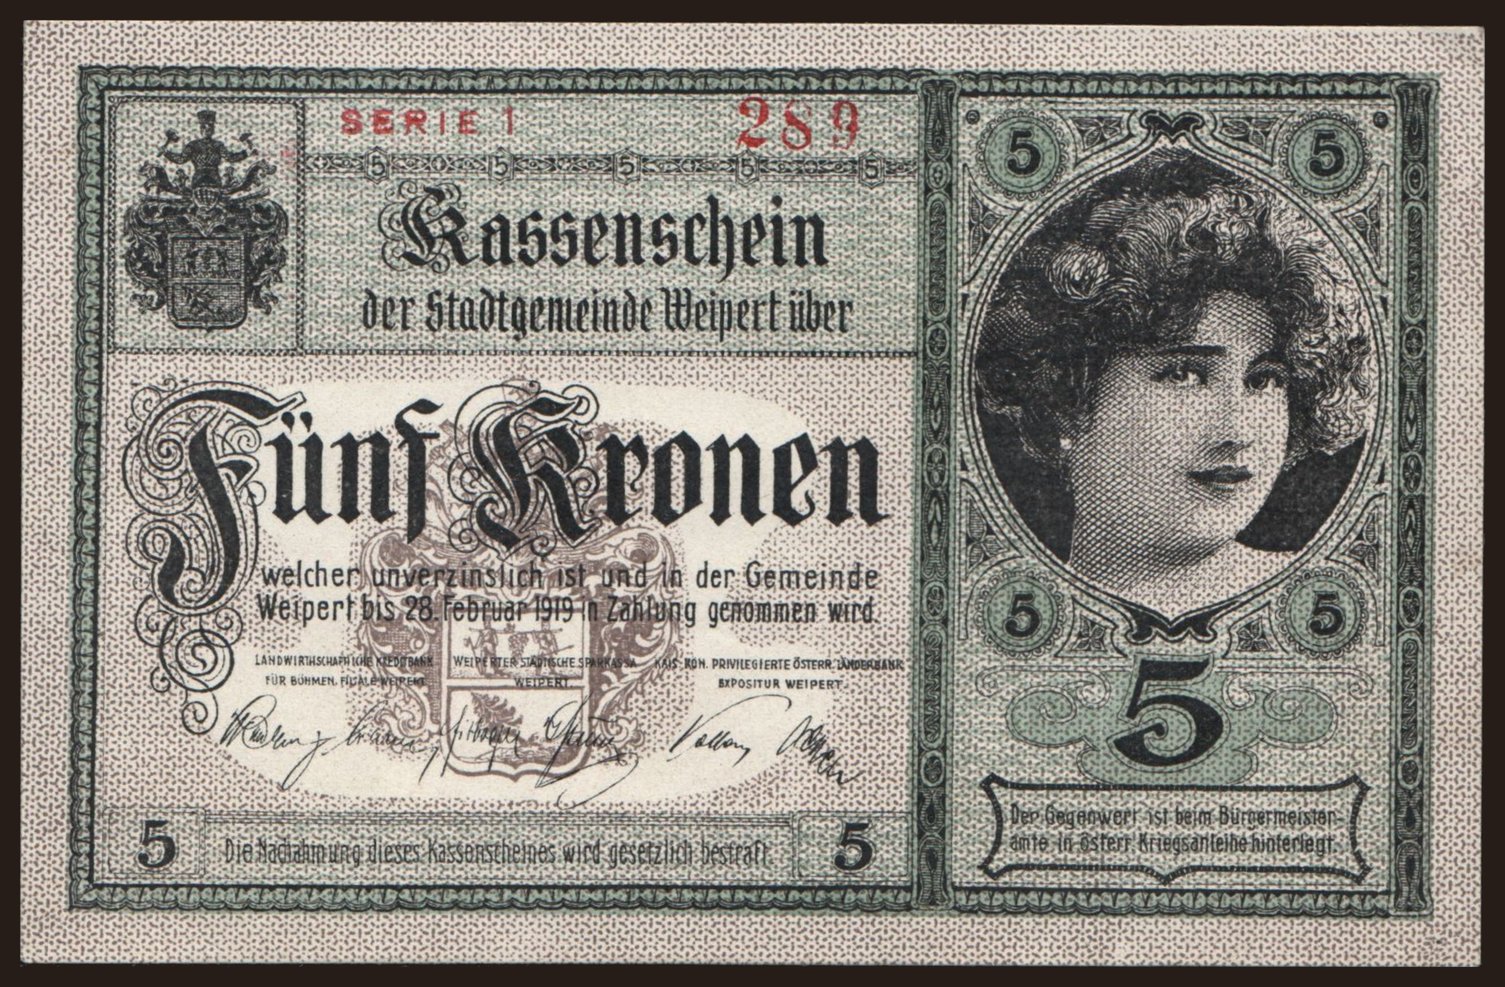 SERIE 1
289
5 5 5 5 5
Kassenschein
der Stadtgemeinde Weipert über
Fünf Kronen
welcher unverzinslich ist und in der Gemeinde
Weipert bis 28. Februar 1919 in Zahlung genommen wird.
LANDWIRTHSCHAFTLICHE KREDITBANK
FÜR BÖHMEN, FILIALE WEIPERT.
WEIPERTER STÄDTISCHE SPARKASSA
WEIPERT.
KAIS. KÖN. PRIVILEGIERTE ÖSTERR. LÄNDERBANK
EXPOSITUR WEIPERT.
5
Die Nachahmung dieses Kassenscheines wird gesetzlich bestraft.
5
5 5
5 5
5
Der Gegenwert ist beim Bürgermeister-
amte in österr. Kriegsanleihe hinterlegt.